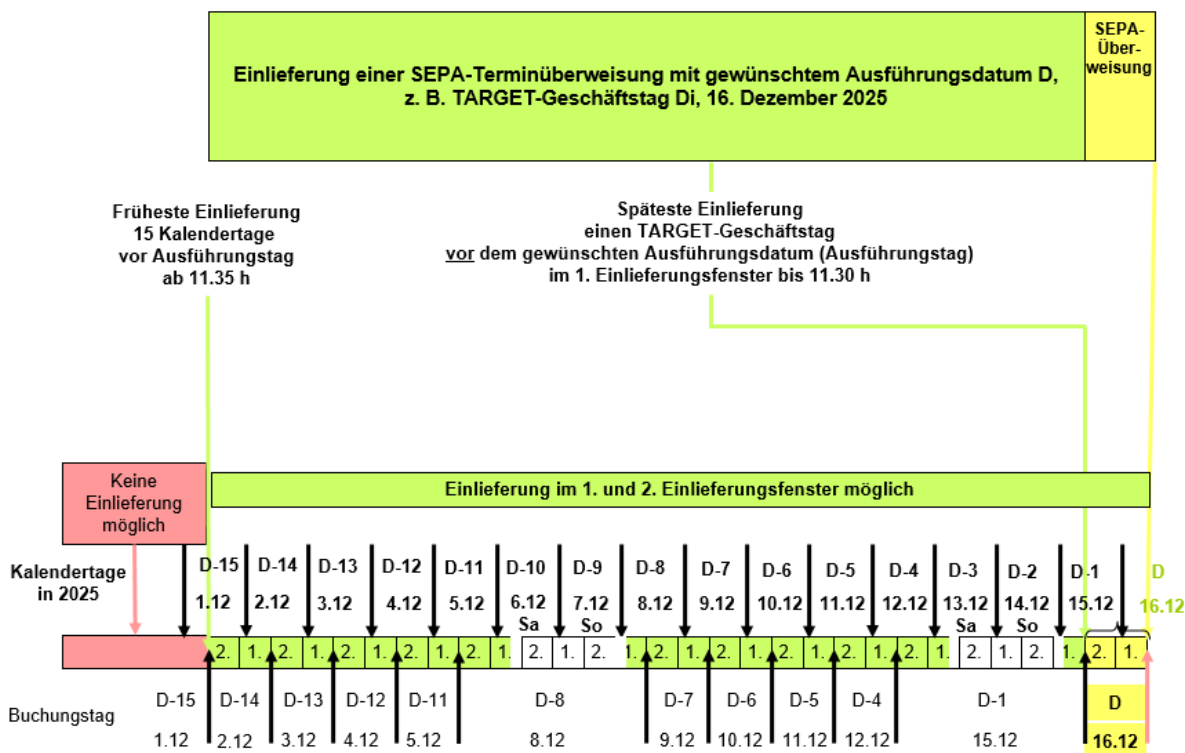 Einlieferung einer SEPA-Terminüberweisung mit gewünschtem Ausführungsdatum D,
z. B. TARGET-Geschäftstag Di, 16. Dezember 2025
SEPA-
Über-
weisung
Früheste Einlieferung
15 Kalendertage
vor Ausführungstag
ab 11.35 h
Späteste Einlieferung
einen TARGET-Geschäftstag
vor dem gewünschten Ausführungsdatum (Ausführungstag)
im 1. Einlieferungsfenster bis 11.30 h
Keine
Einlieferung
möglich
Einlieferung im 1. und 2. Einlieferungsfenster möglich
Kalendertage
in 2025
D-15 D-14 D-13 D-12 D-11 D-10 D-9 D-8 D-7 D-6 D-5 D-4 D-3 D-2 D-1 D
1.12 2.12 3.12 4.12 5.12 6.12 7.12 8.12 9.12 10.12 11.12 12.12 13.12 14.12 15.12 16.12
Sa So Sa So
2. 1. 2. 1. 2. 1. 2. 1. 2. 1. 2. 1. 2. 1. 2. 1. 2. 1. 2. 1. 2. 1. 2. 1. 2. 1. 2. 1. 2. 1.
Buchungstag
D-15 D-14 D-13 D-12 D-11 D-8 D-7 D-6 D-5 D-4 D-1 D
1.12 2.12 3.12 4.12 5.12 8.12 9.12 10.12 11.12 12.12 15.12 16.12